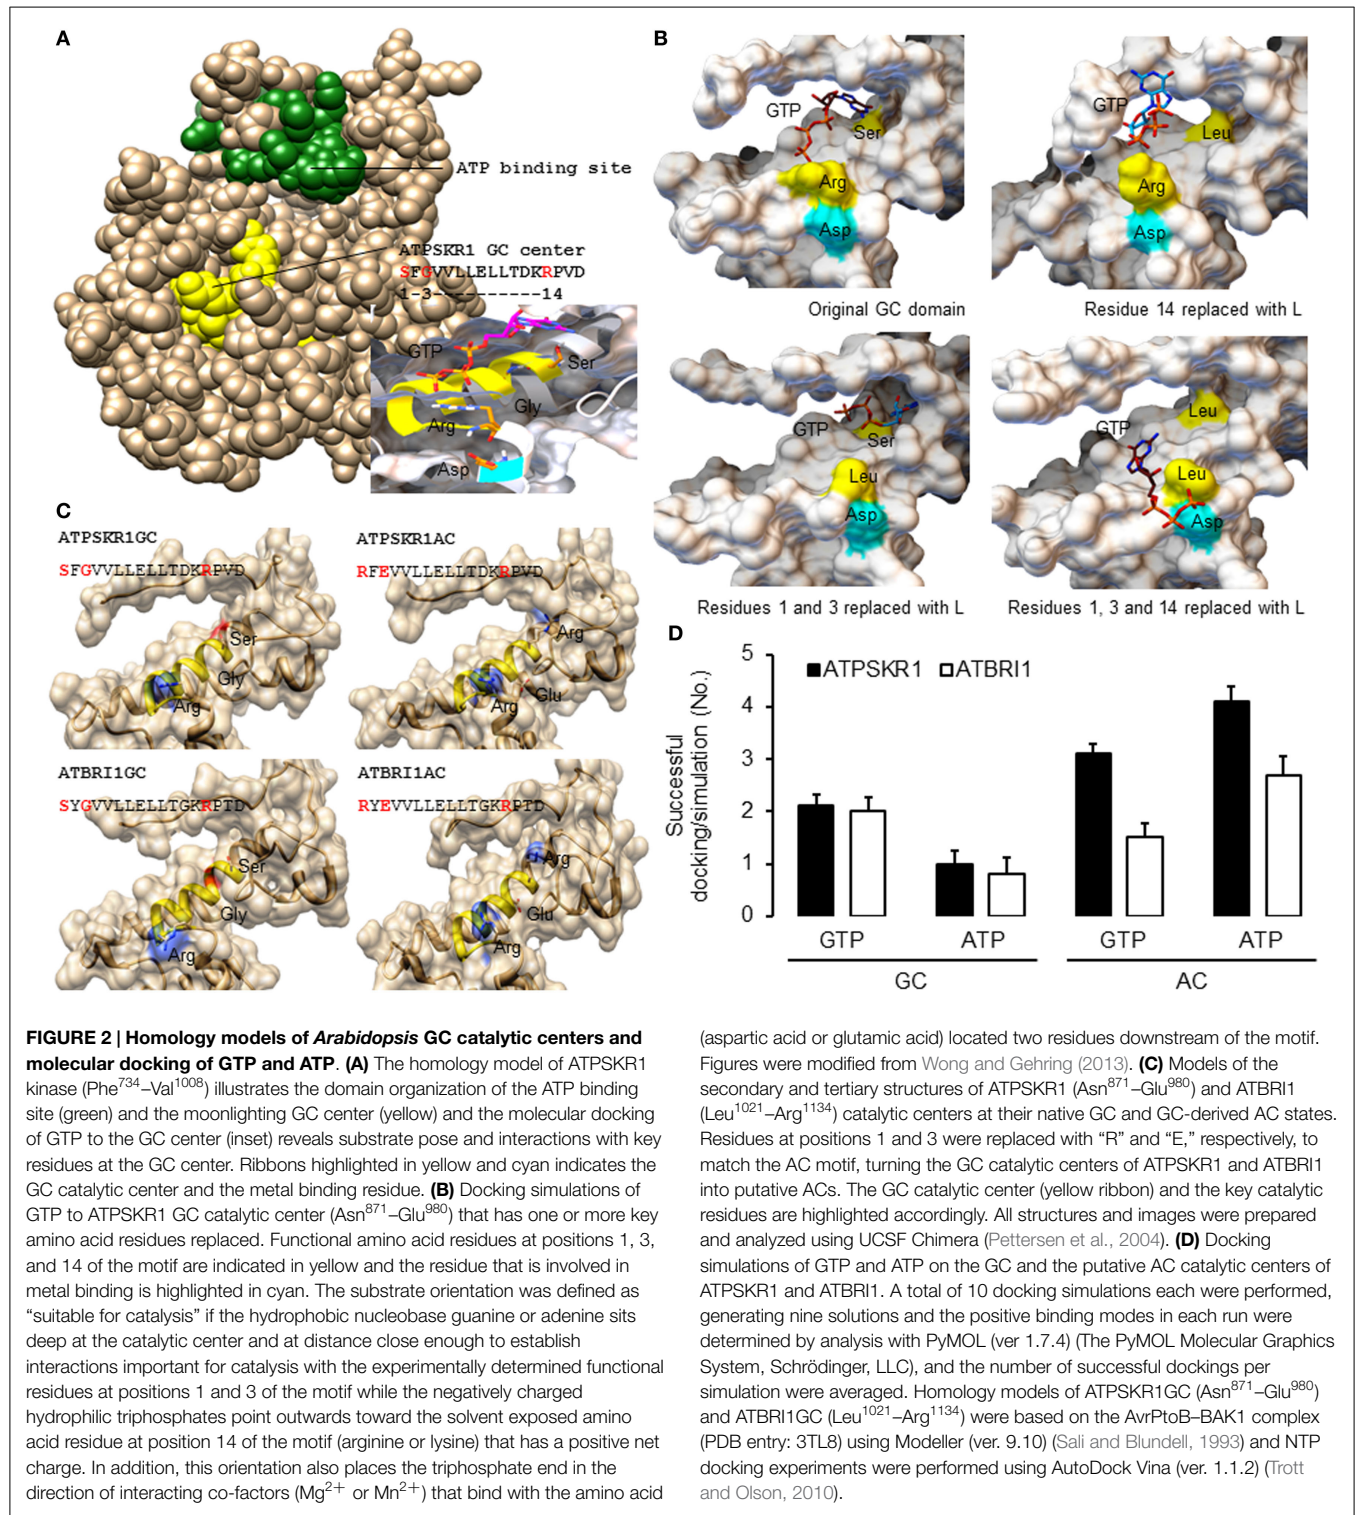 A
ATP binding site
ATPSKR1 GC center
SFGVVLLELLTDKRPVD
1-3----------14
GTP
Ser
Gly
Arg
Asp
B
GTP
Ser
Arg
Asp
Original GC domain
GTP
Leu
Arg
Asp
Residue 14 replaced with L
GTP
Ser
Leu
Asp
Residues 1 and 3 replaced with L
Leu
GTP
Leu
Asp
Residues 1, 3 and 14 replaced with L
C
ATPSKR1GC
SFGVVLLELLTDKRPVD
Ser
Gly
Arg
ATPSKR1AC
RFEVVLLELLTDKRPVD
Arg
Glu
Arg
ATBRI1GC
SYGVVLLELLTGKRPTD
Ser
Gly
Arg
ATBRI1AC
RYEVVLLELLTGKRPTD
Arg
Glu
Arg
D
Successful
docking/simulation (No.)
5
4
3
2
1
0
ATPSKR1 ATBRI1
GTP ATP GTP ATP
GC AC
FIGURE 2 | Homology models of Arabidopsis GC catalytic centers and
molecular docking of GTP and ATP. (A) The homology model of ATPSKR1
kinase (Phe734–Val1008) illustrates the domain organization of the ATP binding
site (green) and the moonlighting GC center (yellow) and the molecular docking
of GTP to the GC center (inset) reveals substrate pose and interactions with key
residues at the GC center. Ribbons highlighted in yellow and cyan indicates the
GC catalytic center and the metal binding residue. (B) Docking simulations of
GTP to ATPSKR1 GC catalytic center (Asn871–Glu980) that has one or more key
amino acid residues replaced. Functional amino acid residues at positions 1, 3,
and 14 of the motif are indicated in yellow and the residue that is involved in
metal binding is highlighted in cyan. The substrate orientation was defined as
“suitable for catalysis” if the hydrophobic nucleobase guanine or adenine sits
deep at the catalytic center and at distance close enough to establish
interactions important for catalysis with the experimentally determined functional
residues at positions 1 and 3 of the motif while the negatively charged
hydrophilic triphosphates point outwards toward the solvent exposed amino
acid residue at position 14 of the motif (arginine or lysine) that has a positive net
charge. In addition, this orientation also places the triphosphate end in the
direction of interacting co-factors (Mg2+ or Mn2+) that bind with the amino acid
(aspartic acid or glutamic acid) located two residues downstream of the motif.
Figures were modified from Wong and Gehring (2013). (C) Models of the
secondary and tertiary structures of ATPSKR1 (Asn871–Glu980) and ATBRI1
(Leu1021–Arg1134) catalytic centers at their native GC and GC-derived AC states.
Residues at positions 1 and 3 were replaced with “R” and “E,” respectively, to
match the AC motif, turning the GC catalytic centers of ATPSKR1 and ATBRI1
into putative ACs. The GC catalytic center (yellow ribbon) and the key catalytic
residues are highlighted accordingly. All structures and images were prepared
and analyzed using UCSF Chimera (Pettersen et al., 2004). (D) Docking
simulations of GTP and ATP on the GC and the putative AC catalytic centers of
ATPSKR1 and ATBRI1. A total of 10 docking simulations each were performed,
generating nine solutions and the positive binding modes in each run were
determined by analysis with PyMOL (ver 1.7.4) (The PyMOL Molecular Graphics
System, Schrödinger, LLC), and the number of successful dockings per
simulation were averaged. Homology models of ATPSKR1GC (Asn871–Glu980)
and ATBRI1GC (Leu1021–Arg1134) were based on the AvrPtoB–BAK1 complex
(PDB entry: 3TL8) using Modeller (ver. 9.10) (Sali and Blundell, 1993) and NTP
docking experiments were performed using AutoDock Vina (ver. 1.1.2) (Trott
and Olson, 2010).